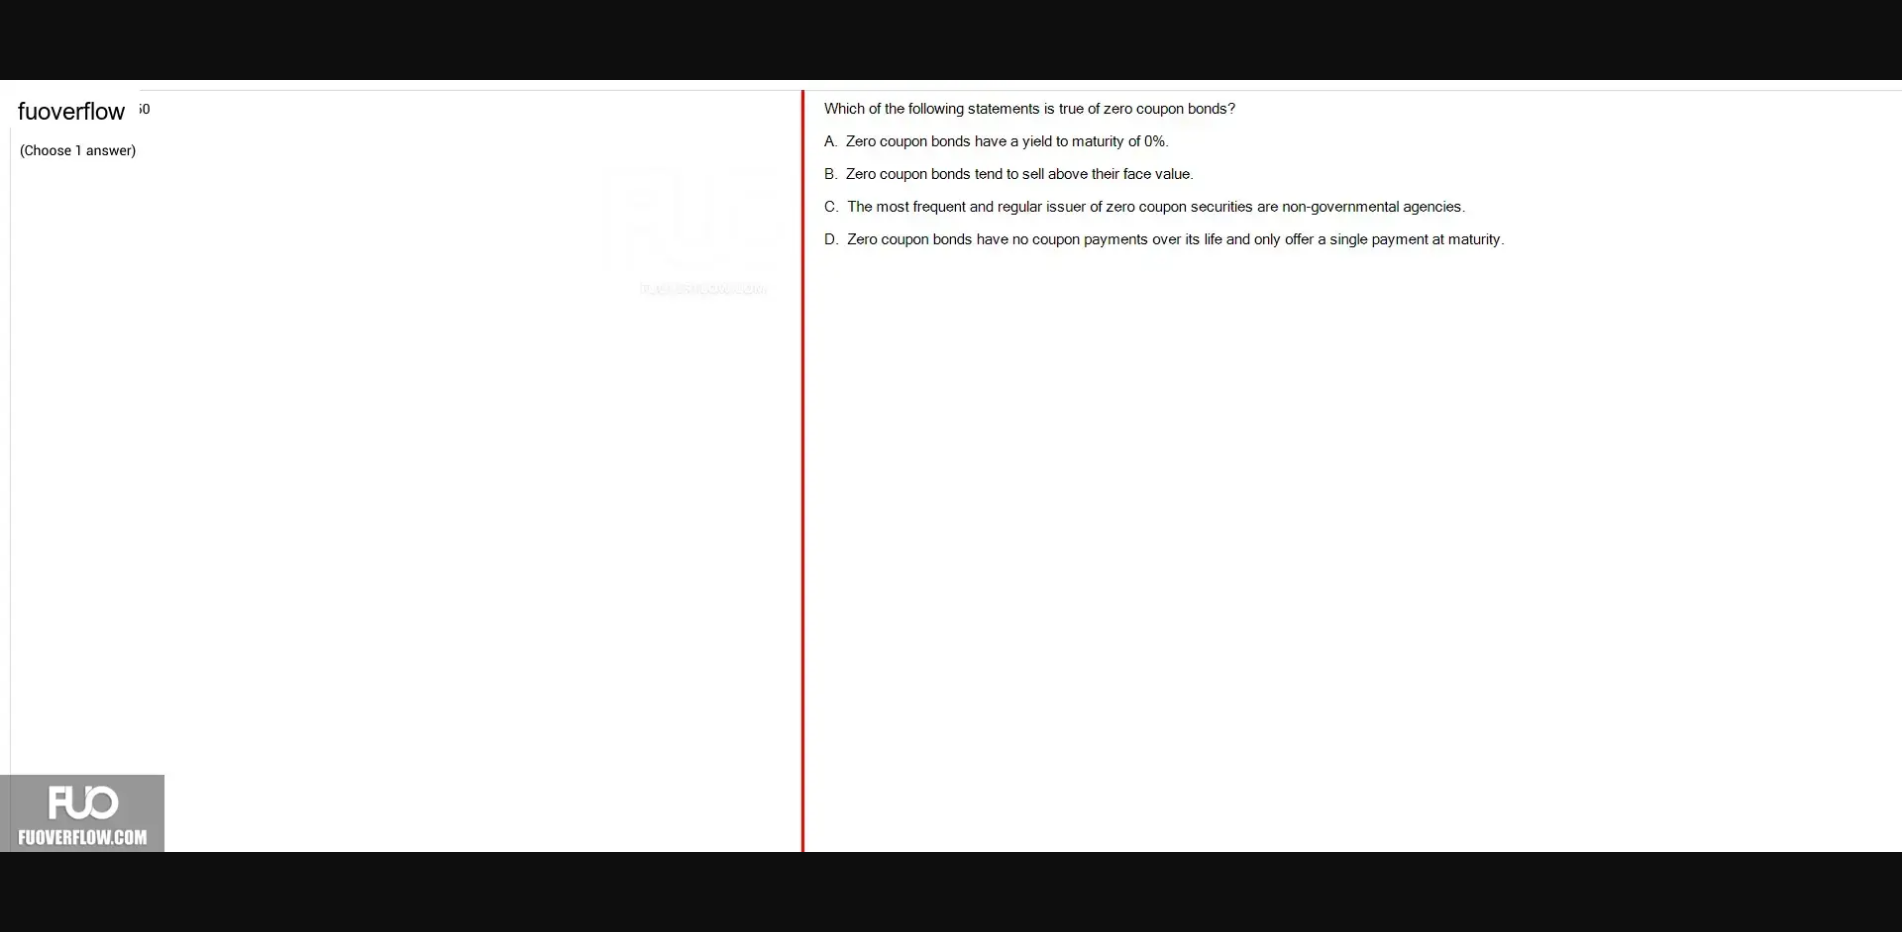 fuoverflow
(Choose 1 answer)
Which of the following statements is true of zero coupon bonds?
A. Zero coupon bonds have a yield to maturity of 0%.
B. Zero coupon bonds tend to sell above their face value.
C. The most frequent and regular issuer of zero coupon securities are non-governmental agencies.
D. Zero coupon bonds have no coupon payments over its life and only offer a single payment at maturity.
FUO
FUOVERFLOW.COM